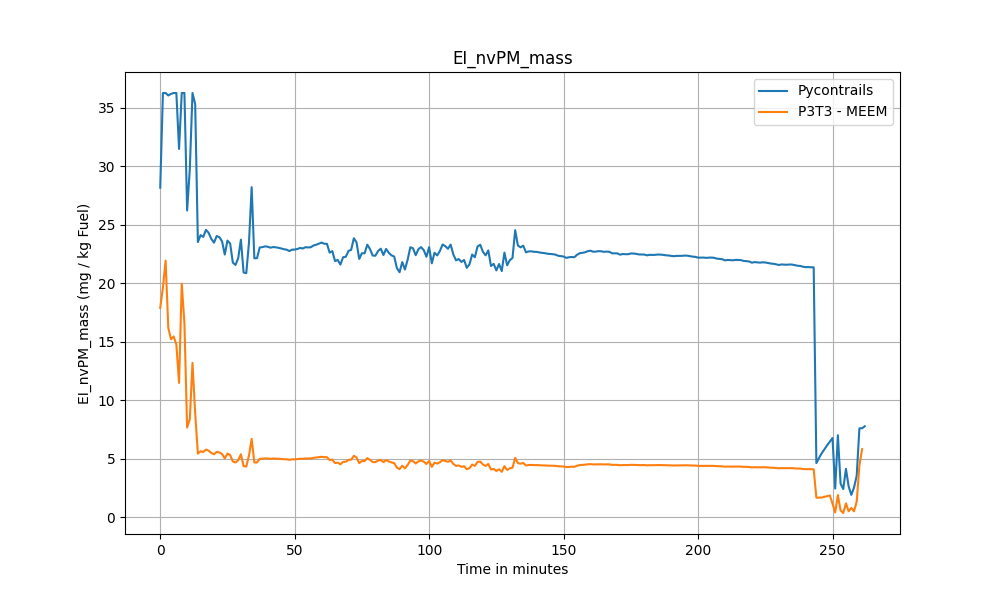 EI_nvPM_mass
Pycontrails
P3T3 - MEEM
EI_nvPM_mass (mg / kg Fuel)
35
30
25
20
15
10
5
0
0 50 100 150 200 250
Time in minutes